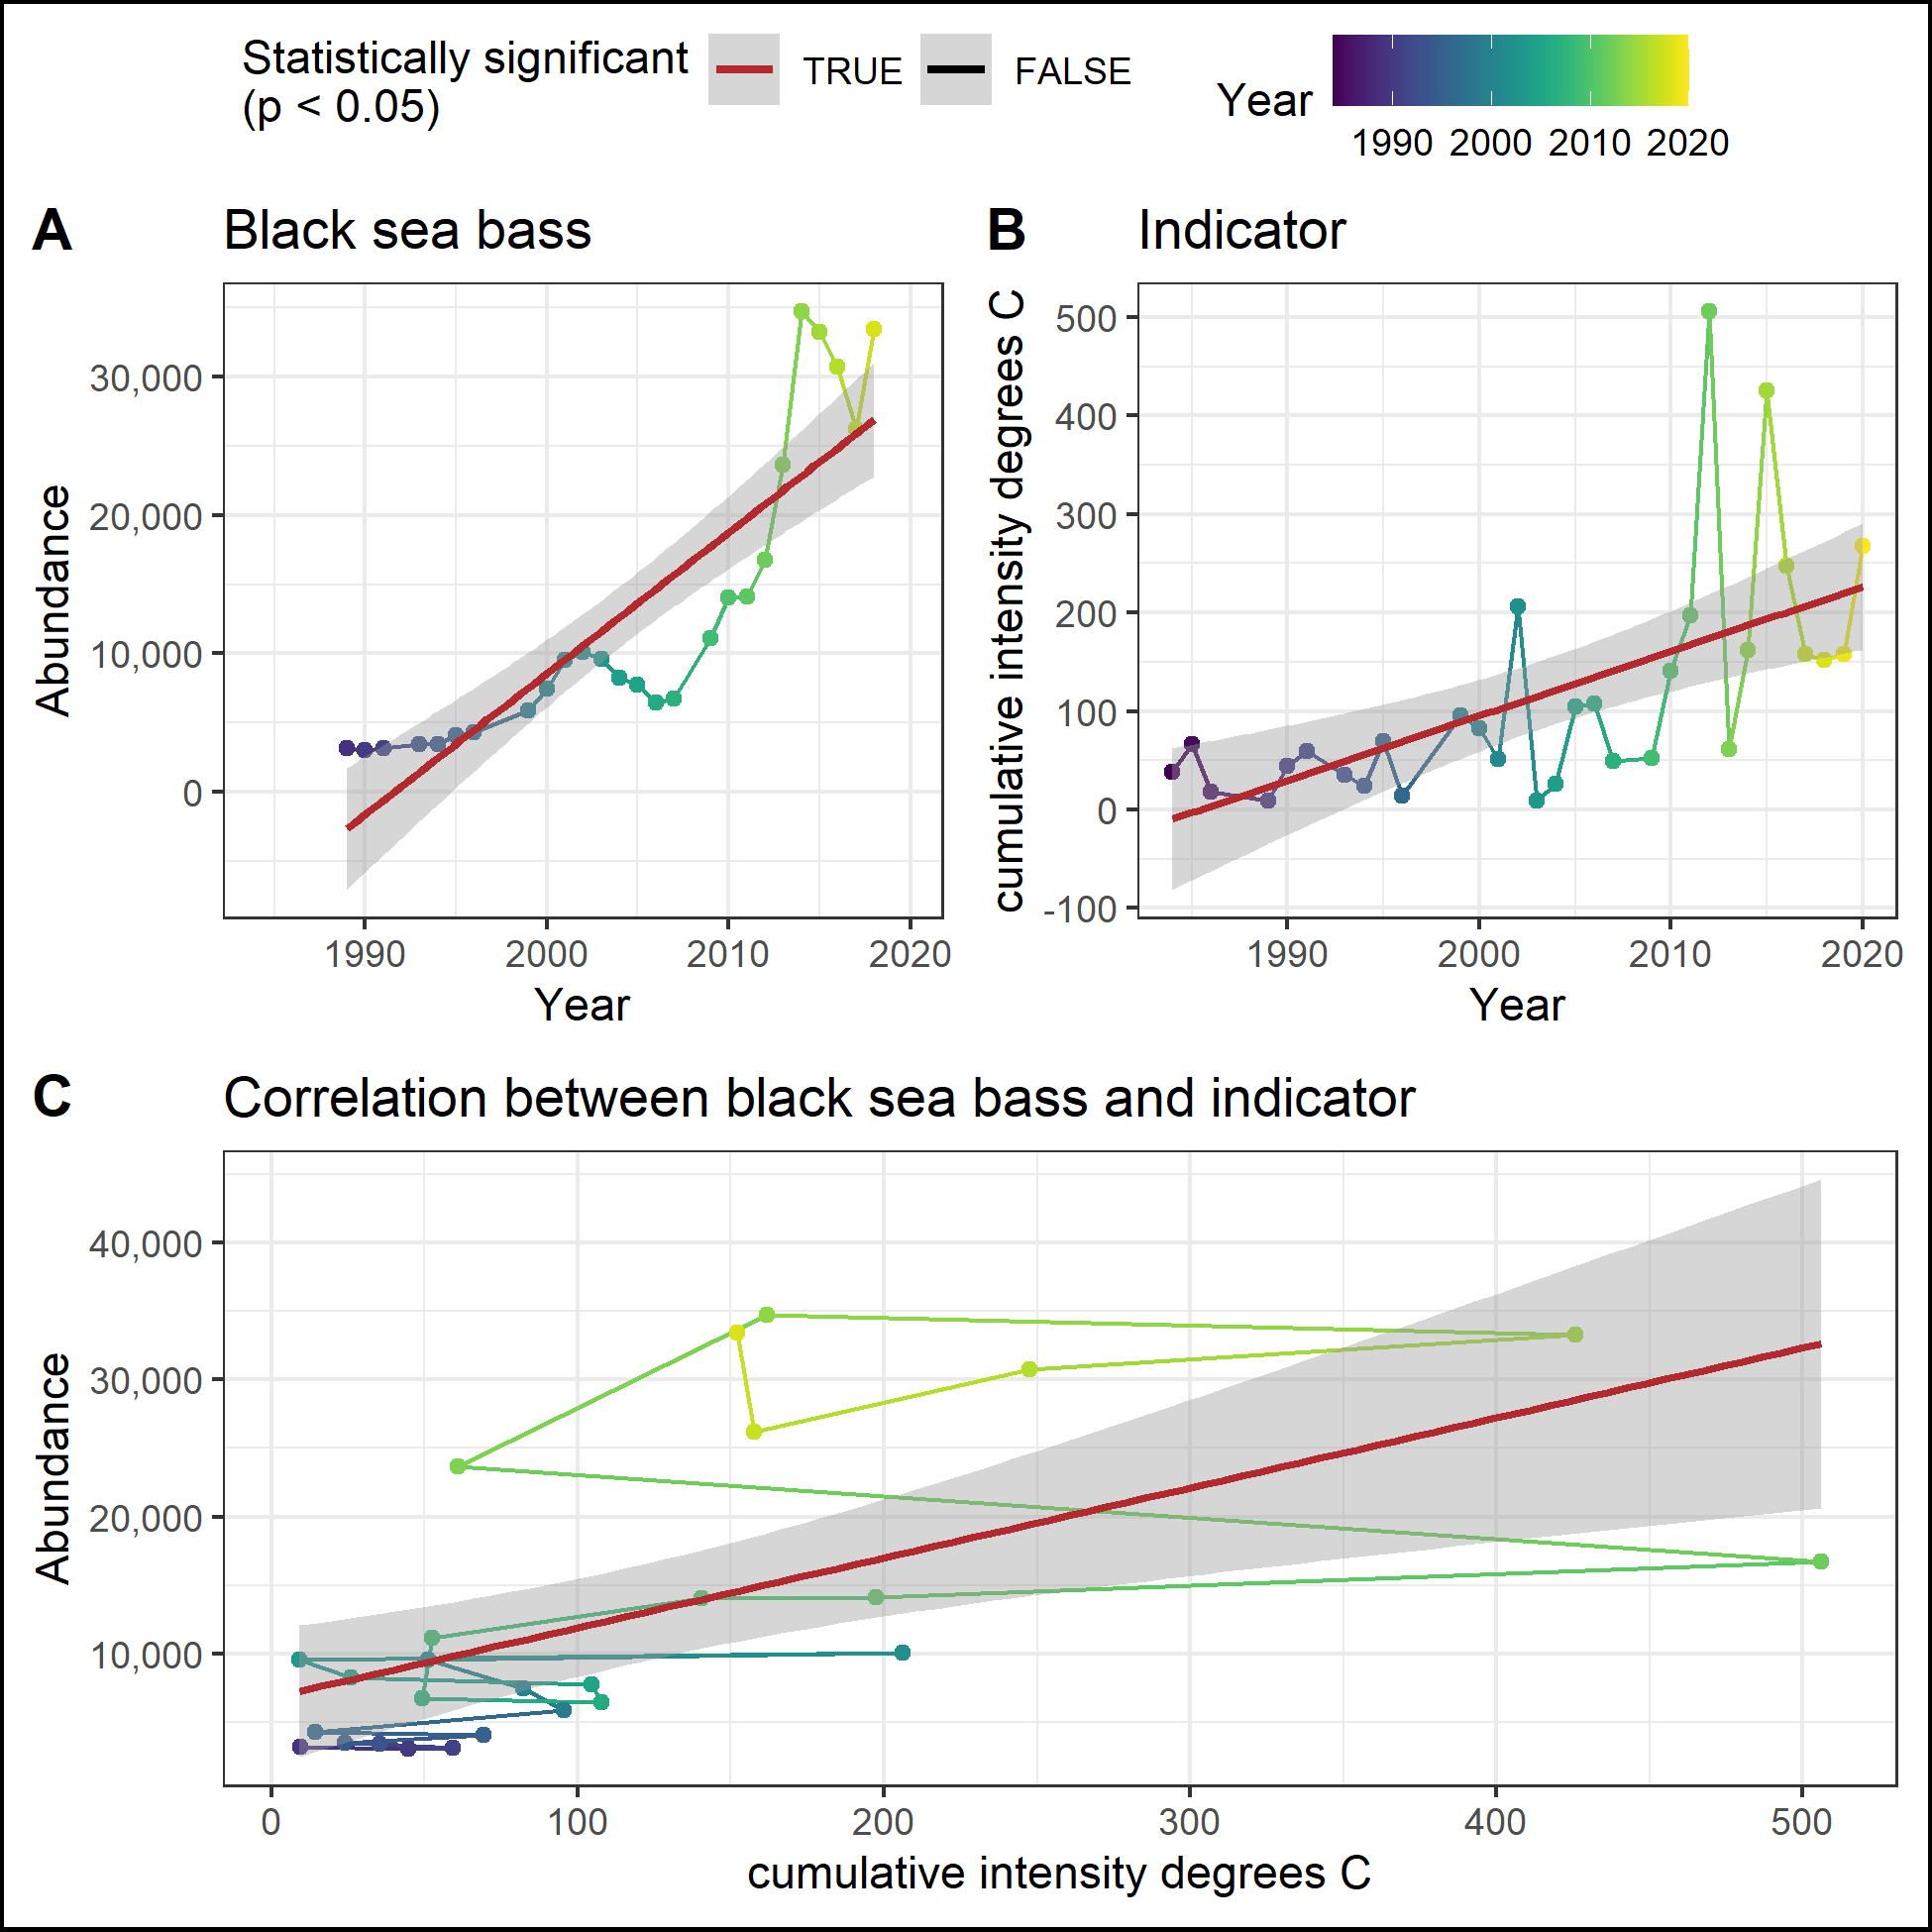 Statistically significant
(p < 0.05)
TRUE
FALSE
Year
1990 2000 2010 2020
A
Black sea bass
B
Indicator
Abundance
30,000
20,000
10,000
0
1990 2000 2010 2020
Year
cumulative intensity degrees C
500
400
300
200
100
0
-100
1990 2000 2010 2020
Year
C
Correlation between black sea bass and indicator
Abundance
40,000
30,000
20,000
10,000
0 100 200 300 400 500
cumulative intensity degrees C